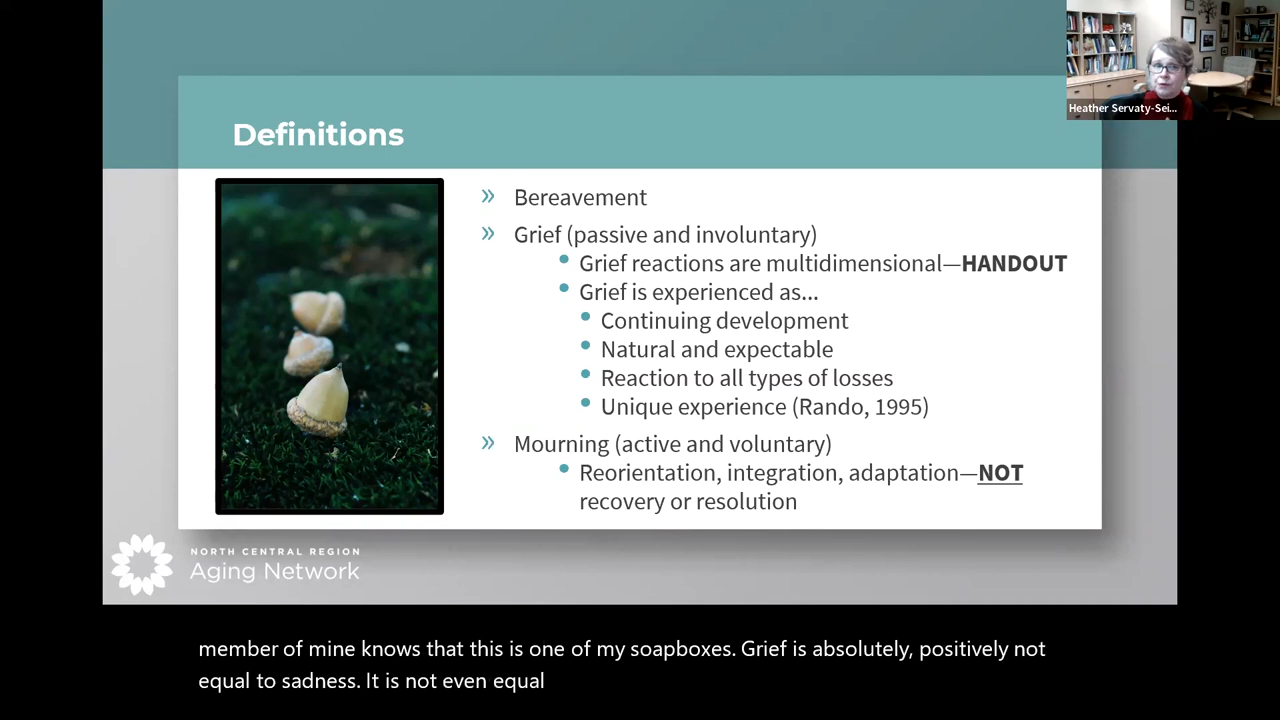 Heather Servaty-Sei...
Definitions
» Bereavement
» Grief (passive and involuntary)
• Grief reactions are multidimensional—HANDOUT
• Grief is experienced as...
• Continuing development
• Natural and expectable
• Reaction to all types of losses
• Unique experience (Rando, 1995)
» Mourning (active and voluntary)
• Reorientation, integration, adaptation—NOT
recovery or resolution
NORTH CENTRAL REGION
Aging Network
member of mine knows that this is one of my soapboxes. Grief is absolutely, positively not
equal to sadness. It is not even equal